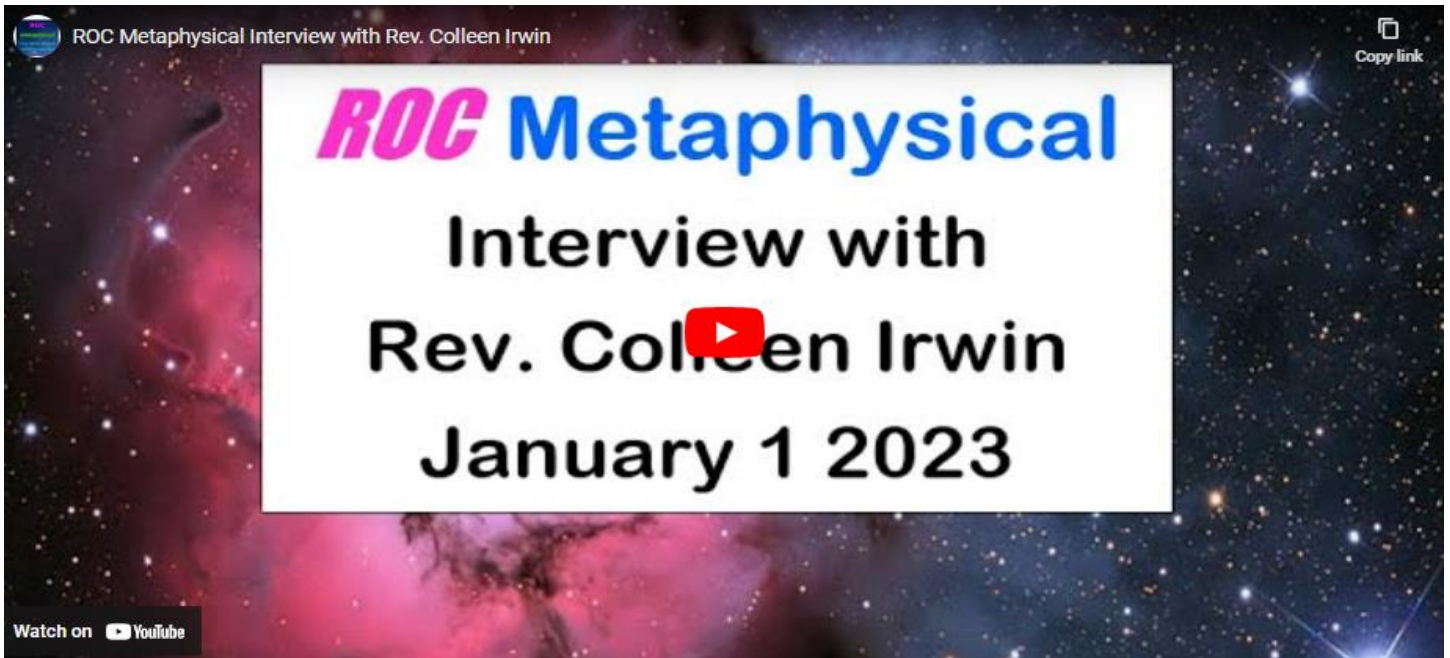 ROC Metaphysical Interview with Rev. Colleen Irwin
Copy link
ROC Metaphysical
Interview with
Rev. Colleen Irwin
January 1 2023
Watch on YouTube